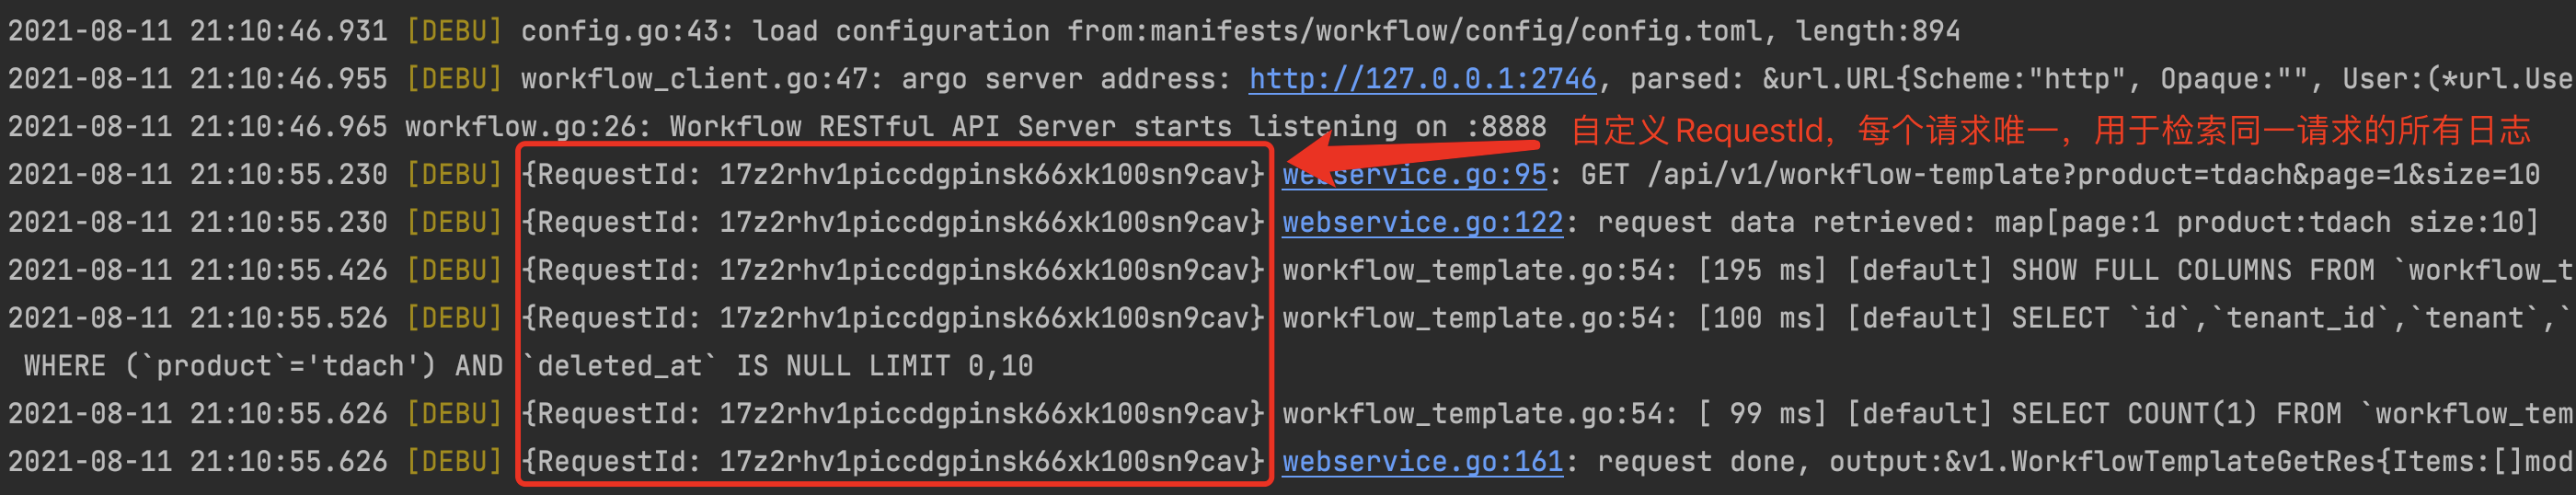 2021-08-11 21:10:46.931 [DEBU] config.go:43: load configuration from:manifests/workflow/config/config.toml, length:894
2021-08-11 21:10:46.955 [DEBU] workflow_client.go:47: argo server address: http://127.0.0.1:2746, parsed: &url.URL{Scheme:"http", Opaque:"", User:(*url.Use
2021-08-11 21:10:46.965 workflow.go:26: Workflow RESTful API Server starts listening on :8888 自定义RequestId，每个请求唯一，用于检索同一请求的所有日志
2021-08-11 21:10:55.230 [DEBU] {RequestId: 17z2rhv1piccdgpinsk66xk100sn9cav} webservice.go:95: GET /api/v1/workflow-template?product=tdach&page=1&size=10
2021-08-11 21:10:55.230 [DEBU] {RequestId: 17z2rhv1piccdgpinsk66xk100sn9cav} webservice.go:122: request data retrieved: map[page:1 product:tdach size:10]
2021-08-11 21:10:55.426 [DEBU] {RequestId: 17z2rhv1piccdgpinsk66xk100sn9cav} workflow_template.go:54: [195 ms] [default] SHOW FULL COLUMNS FROM `workflow_t
2021-08-11 21:10:55.526 [DEBU] {RequestId: 17z2rhv1piccdgpinsk66xk100sn9cav} workflow_template.go:54: [100 ms] [default] SELECT `id`,`tenant_id`,`tenant`,`
WHERE (`product`='tdach') AND `deleted_at` IS NULL LIMIT 0,10
2021-08-11 21:10:55.626 [DEBU] {RequestId: 17z2rhv1piccdgpinsk66xk100sn9cav} workflow_template.go:54: [ 99 ms] [default] SELECT COUNT(1) FROM `workflow_tem
2021-08-11 21:10:55.626 [DEBU] {RequestId: 17z2rhv1piccdgpinsk66xk100sn9cav} webservice.go:161: request done, output:&v1.WorkflowTemplateGetRes{Items:[]mod